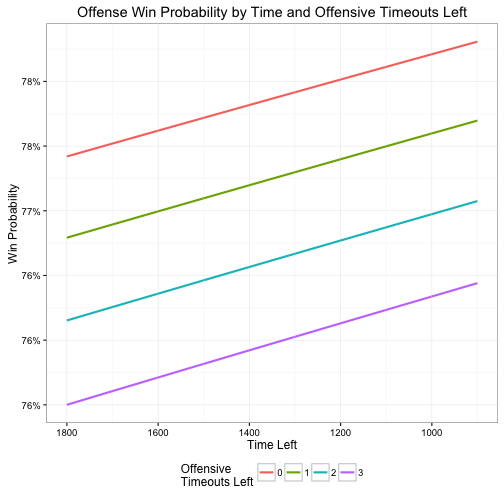 Offense Win Probability by Time and Offensive Timeouts Left
Win Probability
78%
78%
77%
76%
76%
76%
1800 1600 1400 1200 1000
Time Left
Offensive
Timeouts Left 0 1 2 3